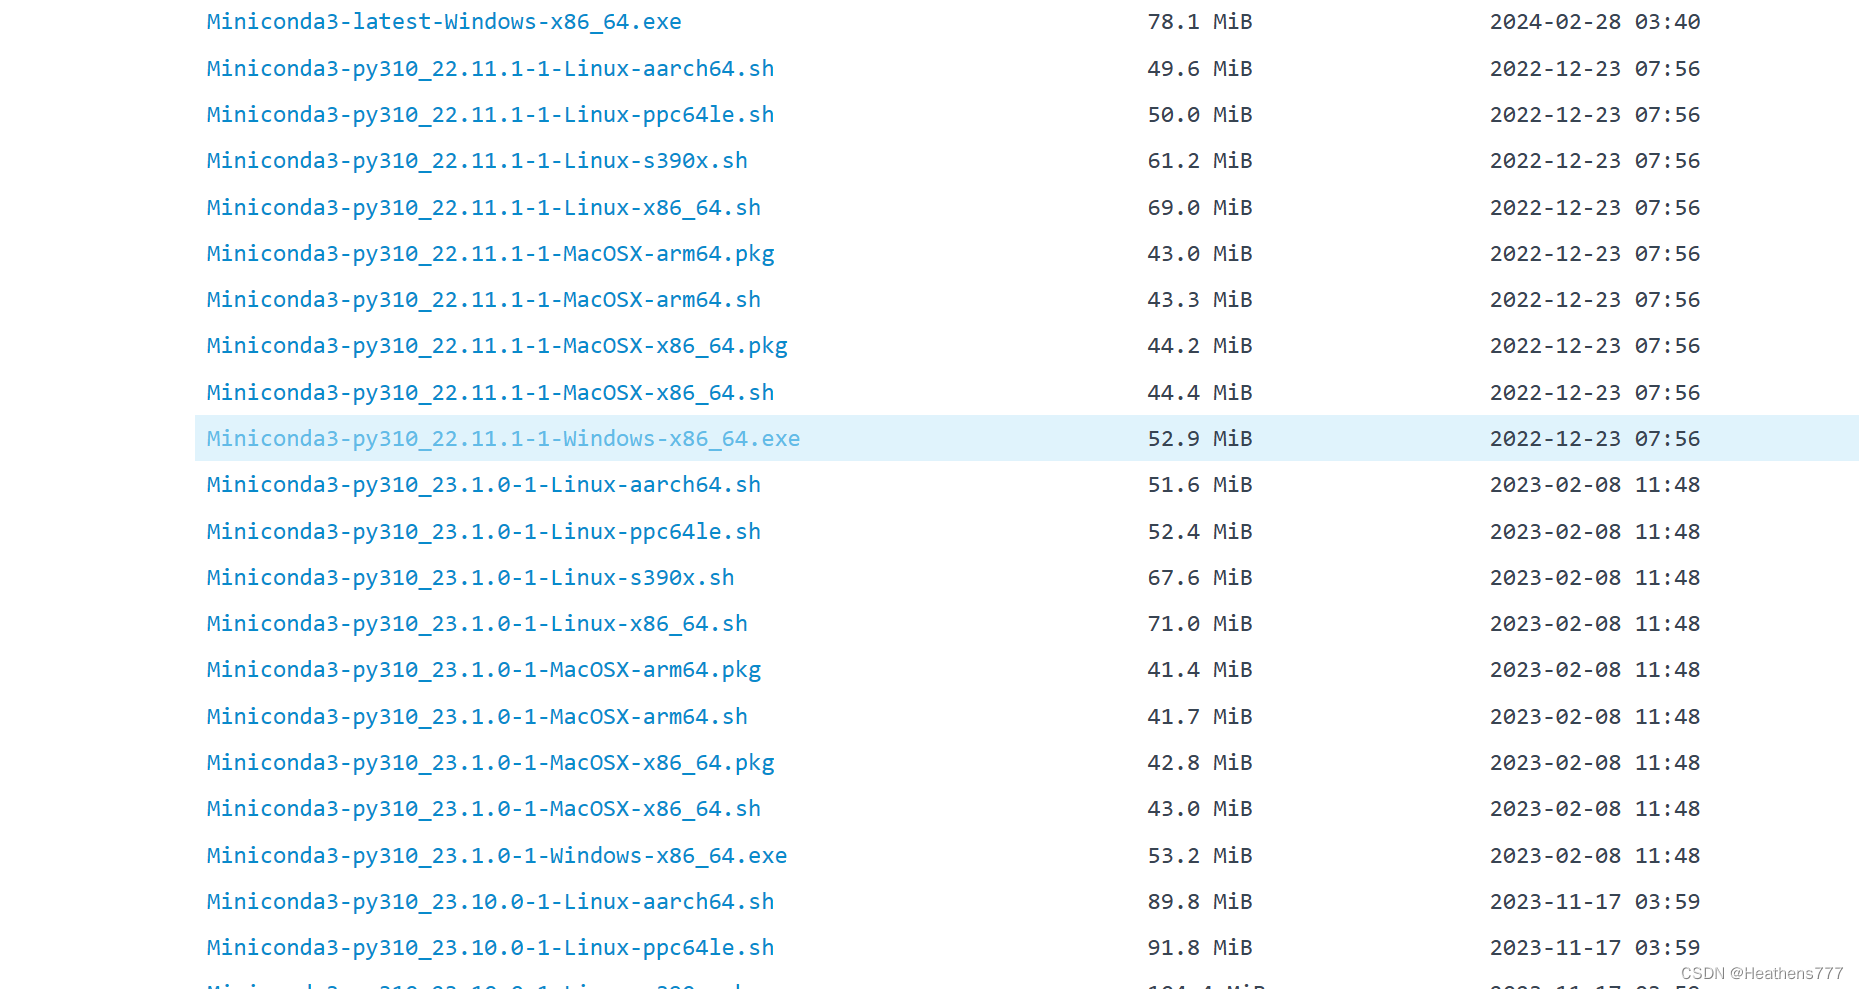 Miniconda3-latest-Windows-x86_64.exe 78.1 MiB 2024-02-28 03:40
Miniconda3-py310_22.11.1-1-Linux-aarch64.sh 49.6 MiB 2022-12-23 07:56
Miniconda3-py310_22.11.1-1-Linux-ppc64le.sh 50.0 MiB 2022-12-23 07:56
Miniconda3-py310_22.11.1-1-Linux-s390x.sh 61.2 MiB 2022-12-23 07:56
Miniconda3-py310_22.11.1-1-Linux-x86_64.sh 69.0 MiB 2022-12-23 07:56
Miniconda3-py310_22.11.1-1-MacOSX-arm64.pkg 43.0 MiB 2022-12-23 07:56
Miniconda3-py310_22.11.1-1-MacOSX-arm64.sh 43.3 MiB 2022-12-23 07:56
Miniconda3-py310_22.11.1-1-MacOSX-x86_64.pkg 44.2 MiB 2022-12-23 07:56
Miniconda3-py310_22.11.1-1-MacOSX-x86_64.sh 44.4 MiB 2022-12-23 07:56
Miniconda3-py310_22.11.1-1-Windows-x86_64.exe 52.9 MiB 2022-12-23 07:56
Miniconda3-py310_23.1.0-1-Linux-aarch64.sh 51.6 MiB 2023-02-08 11:48
Miniconda3-py310_23.1.0-1-Linux-ppc64le.sh 52.4 MiB 2023-02-08 11:48
Miniconda3-py310_23.1.0-1-Linux-s390x.sh 67.6 MiB 2023-02-08 11:48
Miniconda3-py310_23.1.0-1-Linux-x86_64.sh 71.0 MiB 2023-02-08 11:48
Miniconda3-py310_23.1.0-1-MacOSX-arm64.pkg 41.4 MiB 2023-02-08 11:48
Miniconda3-py310_23.1.0-1-MacOSX-arm64.sh 41.7 MiB 2023-02-08 11:48
Miniconda3-py310_23.1.0-1-MacOSX-x86_64.pkg 42.8 MiB 2023-02-08 11:48
Miniconda3-py310_23.1.0-1-MacOSX-x86_64.sh 43.0 MiB 2023-02-08 11:48
Miniconda3-py310_23.1.0-1-Windows-x86_64.exe 53.2 MiB 2023-02-08 11:48
Miniconda3-py310_23.10.0-1-Linux-aarch64.sh 89.8 MiB 2023-11-17 03:59
Miniconda3-py310_23.10.0-1-Linux-ppc64le.sh 91.8 MiB 2023-11-17 03:59
CSDN @Heathens777